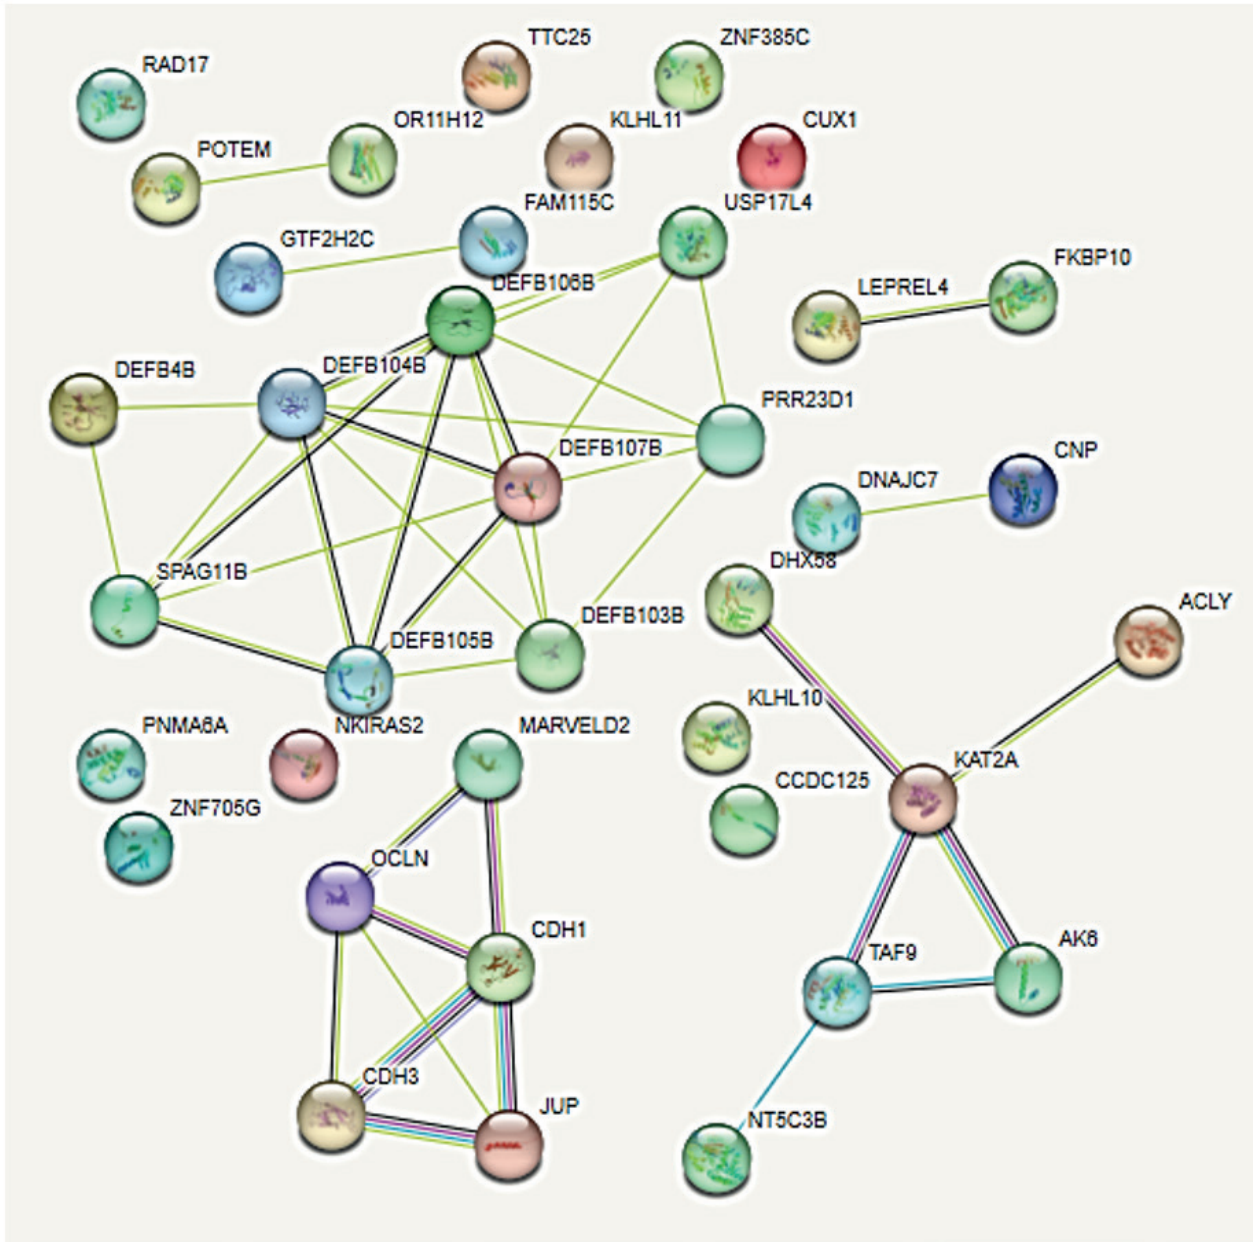 TTC25
ZNF385C
RAD17
OR11H12
KLHL11
CUX1
POTEM
FAM115C
USP17L4
GTF2H2C
FKBP10
DEFB106B
LEPREL4
DEFB4B
DEFB104B
PRR23D1
DEFB107B
CNP
DNAJC7
SPAG11B
DHX58
DEFB103B
ACLY
DEFB105B
KLHL10
PNMA6A
NKIRAS2
MARVELD2
KAT2A
CCDC125
ZNF705G
OCLN
CDH1
AK6
TAF9
CDH3
JUP
NT5C3B